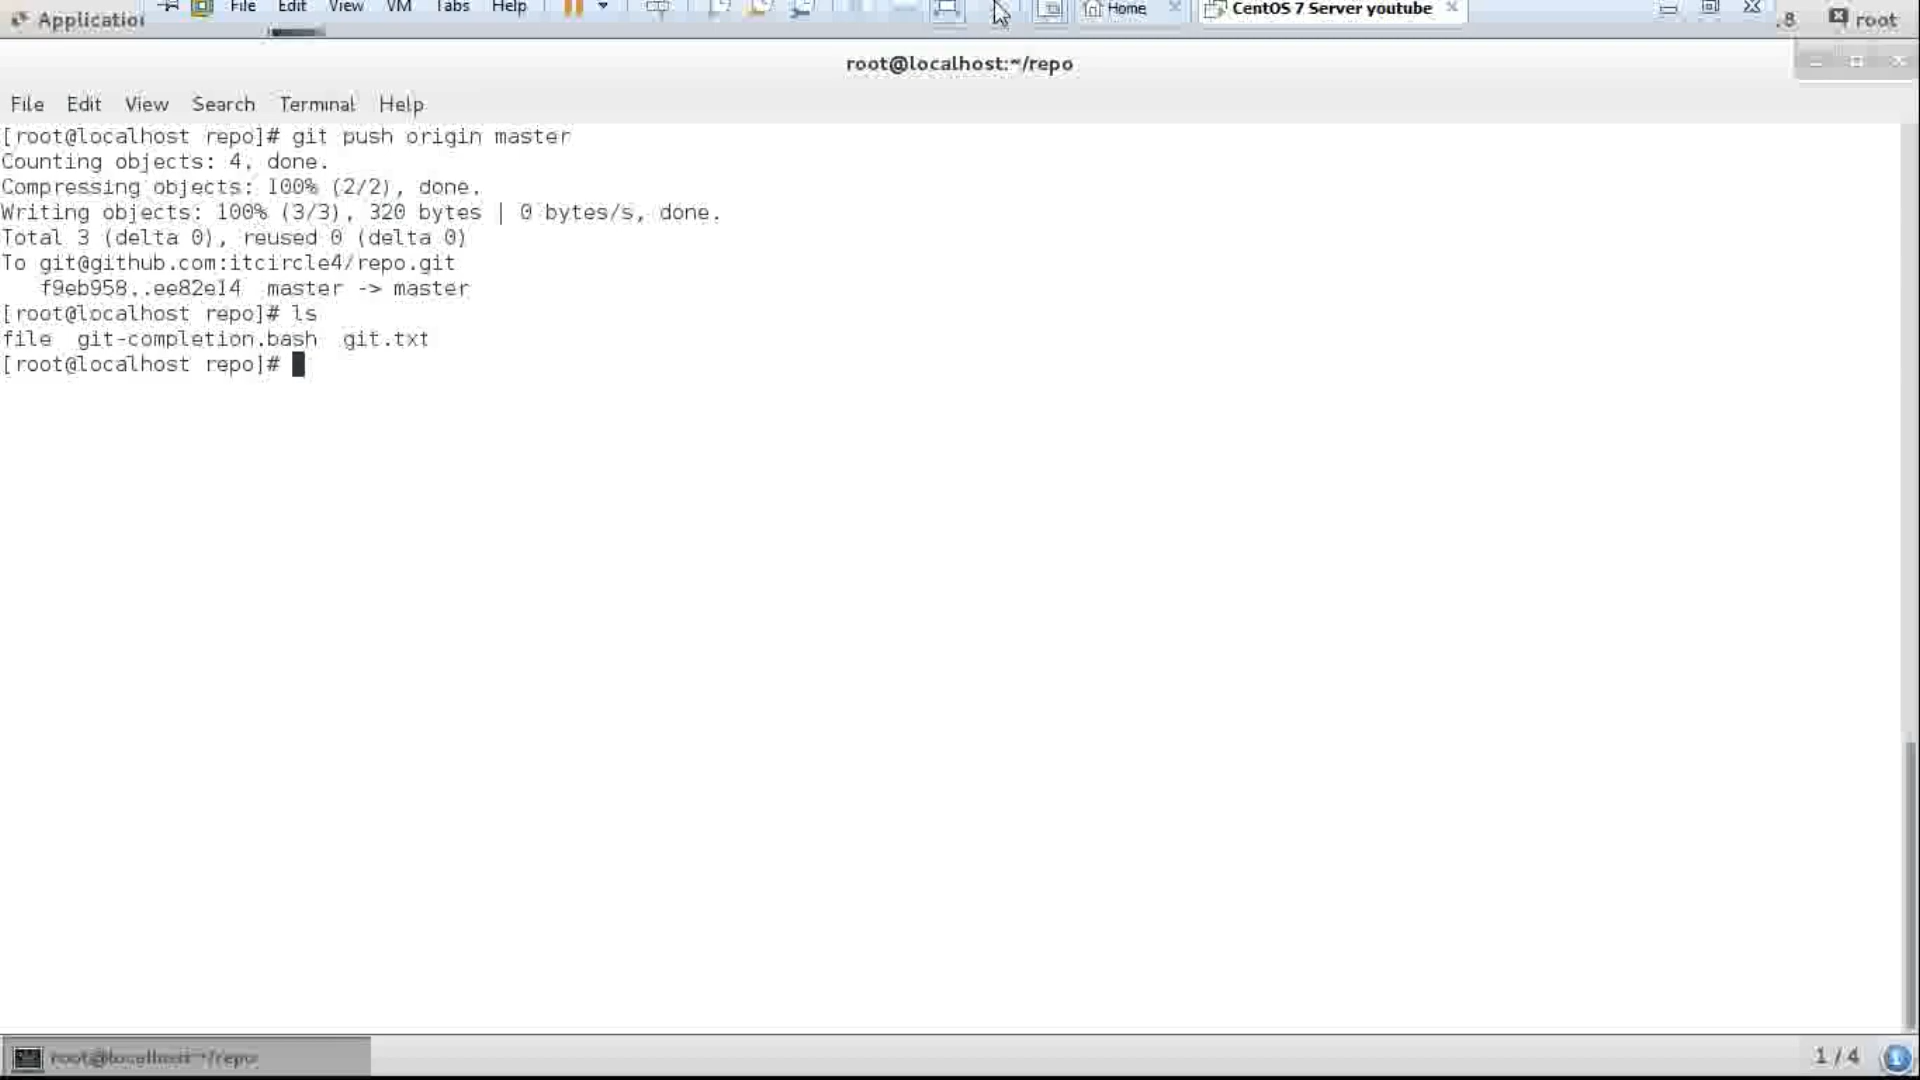 File Edit View VM Tabs Help Home CentOS 7 Server youtube
root
root@localhost:~/repo
File Edit View Search Terminal Help
[root@localhost repo]# git push origin master
Counting objects: 4, done.
Compressing objects: 100% (2/2), done.
Writing objects: 100% (3/3), 320 bytes | 0 bytes/s, done.
Total 3 (delta 0), reused 0 (delta 0)
To git@github.com:itcircle4/repo.git
f9eb958..ee82e14 master -> master
[root@localhost repo]# ls
file git-completion.bash git.txt
[root@localhost repo]#
root@localhost:~/repo
1 / 4